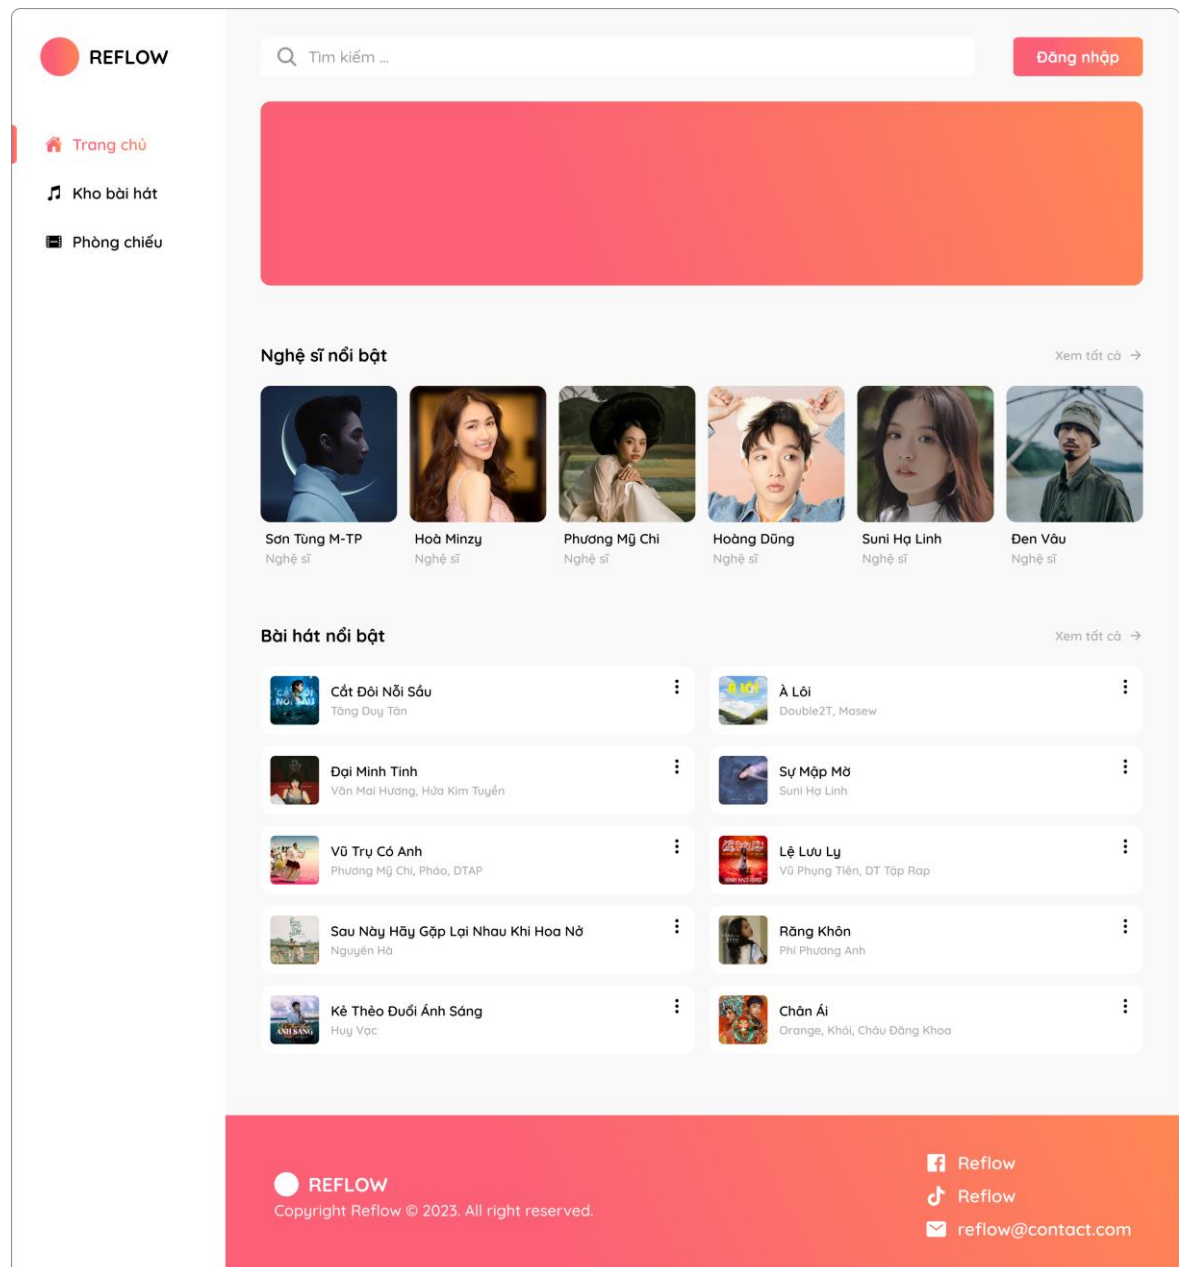 REFLOW
Tìm kiếm ...
Đăng nhập
Trang chủ
Kho bài hát
Phòng chiếu
Nghệ sĩ nổi bật
Xem tất cả
Sơn Tùng M-TP
Nghệ sĩ
Hoà Minzy
Nghệ sĩ
Phương Mỹ Chi
Nghệ sĩ
Hoàng Dũng
Nghệ sĩ
Suni Hạ Linh
Nghệ sĩ
Đen Vâu
Nghệ sĩ
Bài hát nổi bật
Xem tất cả
Cắt Đôi Nỗi Sầu
Tăng Duy Tân
À Lôi
À Lôi
Double2T, Masew
Đại Minh Tinh
Văn Mai Hương, Hứa Kim Tuyền
Sự Mập Mờ
Suni Hạ Linh
Vũ Trụ Có Anh
Phương Mỹ Chi, Pháo, DTAP
Lệ Lưu Ly
Vũ Phụng Tiên, DT Tập Rap
Sau Này Hãy Gặp Lại Nhau Khi Hoa Nở
Nguyên Hà
Răng Khôn
Phí Phương Anh
ÁNH SÁNG
Kẻ Thẻo Đuổi Ánh Sáng
Huy Vạc
Chân Ái
Orange, Khói, Châu Đăng Khoa
REFLOW
Copyright Reflow © 2023. All right reserved.
Reflow
Reflow
reflow@contact.com